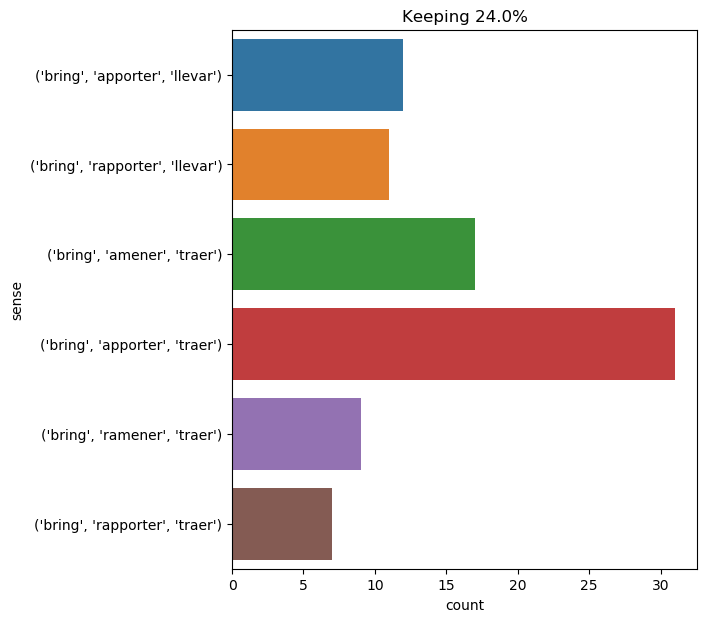 Keeping 24.0%
('bring', 'apporter', 'llevar')
('bring', 'rapporter', 'llevar')
('bring', 'amener', 'traer')
('bring', 'apporter', 'traer')
('bring', 'ramener', 'traer')
('bring', 'rapporter', 'traer')
sense
0 5 10 15 20 25 30
count